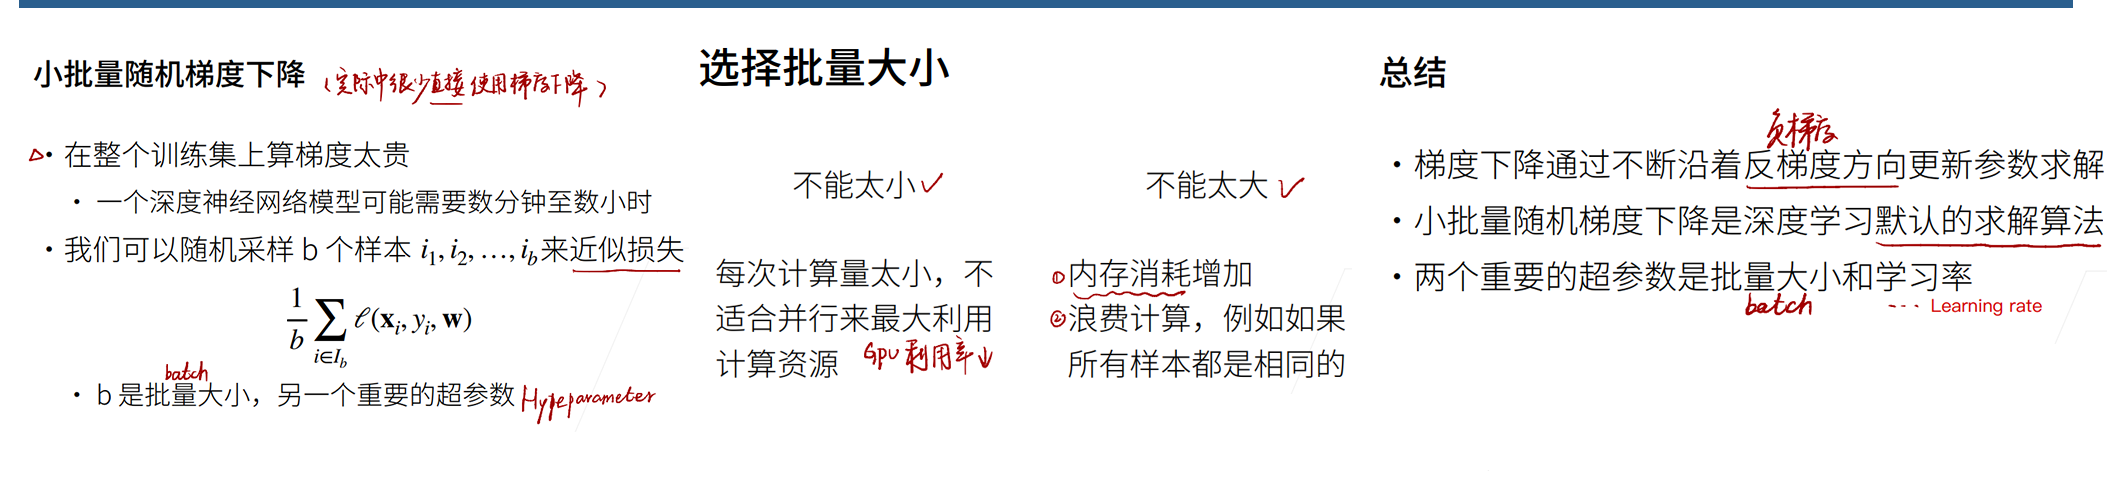 小批量随机梯度下降 (实际中很少直接使用梯度下降)
• 在整个训练集上算梯度太贵
• 一个深度神经网络模型可能需要数分钟至数小时
• 我们可以随机采样 b 个样本 i₁, i₂, …, i_b 来近似损失
1/b ∑_{i∈I_b} ℓ(x_i, y_i, w)
batch
• b 是批量大小，另一个重要的超参数 Hypeparameter
选择批量大小
不能太小✓
每次计算量太小，不
适合并行来最大利用
计算资源 GPU利用率↓
不能太大✓
①内存消耗增加
②浪费计算，例如如果
所有样本都是相同的
总结
负梯度
• 梯度下降通过不断沿着反梯度方向更新参数求解
• 小批量随机梯度下降是深度学习默认的求解算法
• 两个重要的超参数是批量大小和学习率
batch ---- Learning rate